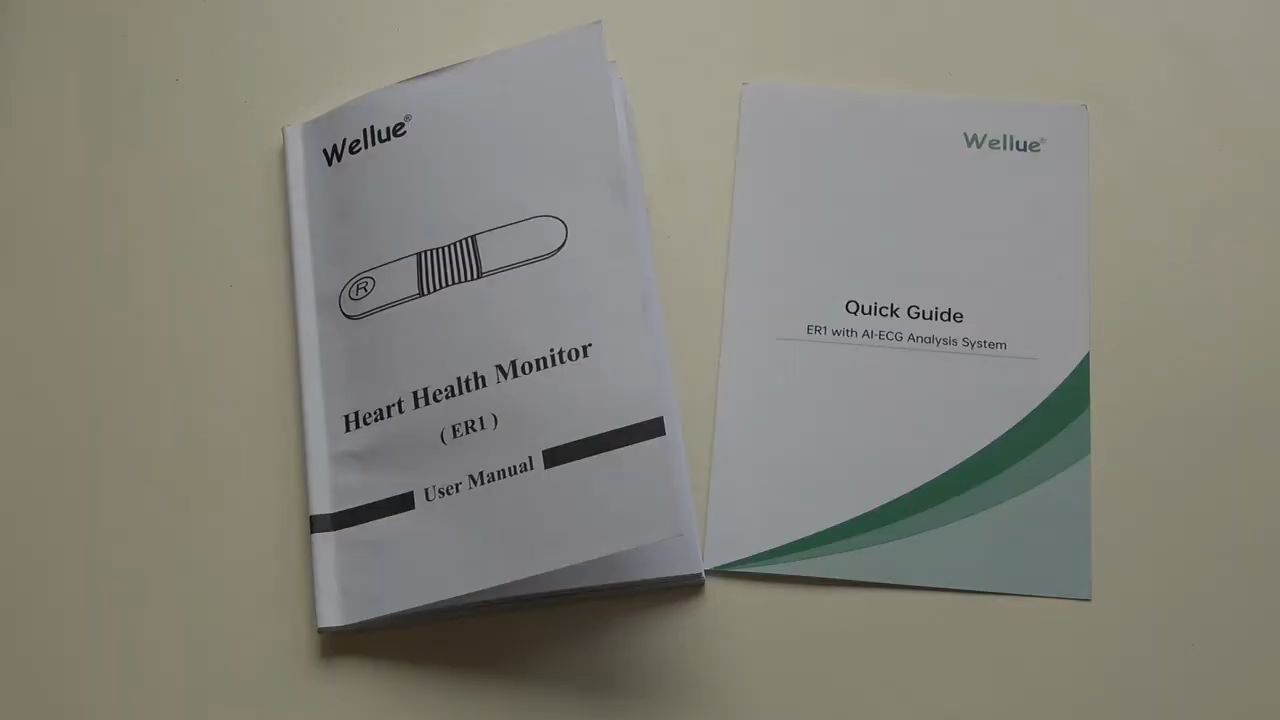 Wellue®
R
Heart Health Monitor
( ER1 )
User Manual
Wellue®
Quick Guide
ER1 with AI-ECG Analysis System